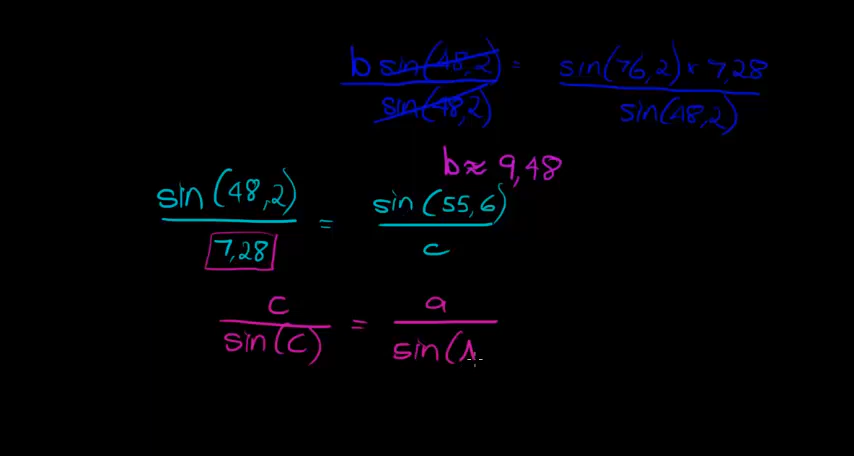 b sin(48,2) / sin(48,2) = sin(76,2) × 7,28 / sin(48,2)
b ≈ 9,48
sin(48,2) / 7,28 = sin(55,6) / c
c / sin(C) = a / sin(